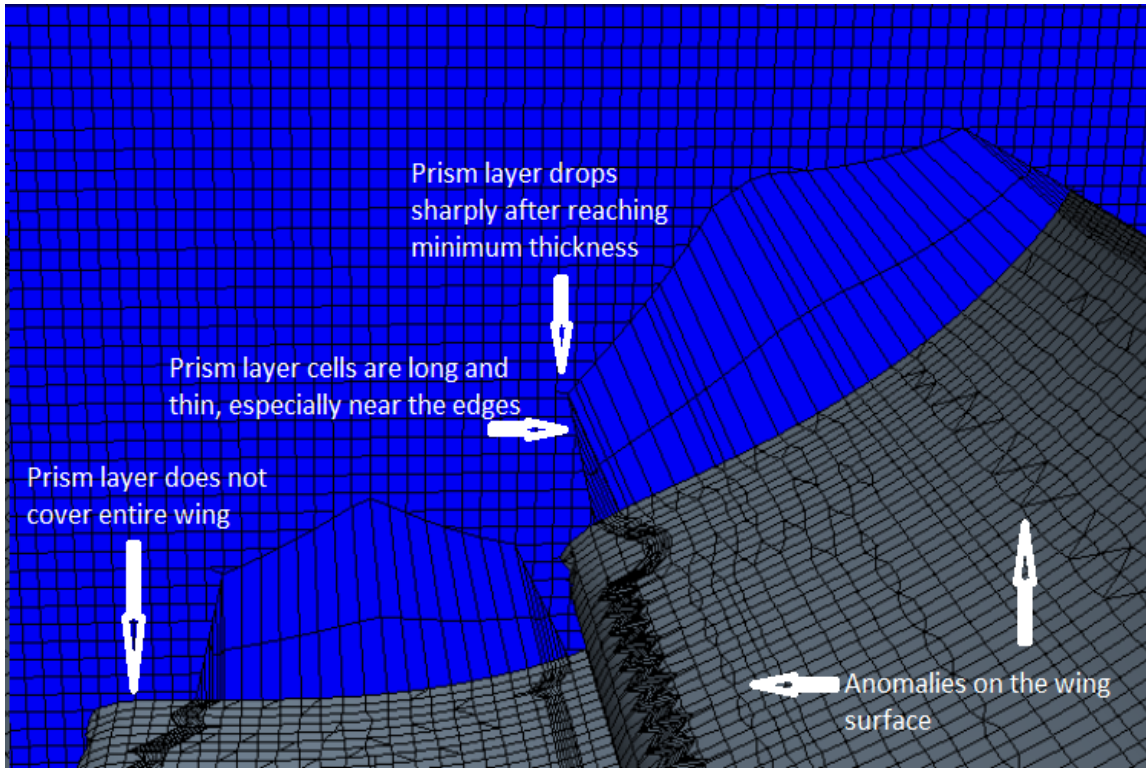 Prism layer drops
sharply after reaching
minimum thickness
Prism layer cells are long and
thin, especially near the edges
Prism layer does not
cover entire wing
Anomalies on the wing
surface